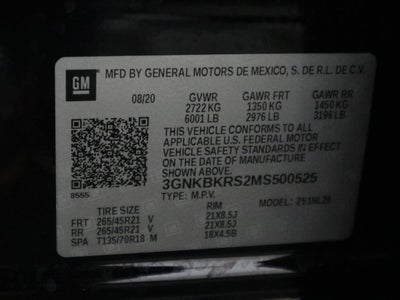 GM MFD BY GENERAL MOTORS DE MEXICO, S. DE R.L. DE C.V.
08/20 GVWR GAWR FRT GAWR RR
2722 KG 1350 KG 1450 KG
6001 LB 2976 LB 3196 LB
THIS VEHICLE CONFORMS TO ALL
APPLICABLE U.S. FEDERAL MOTOR
VEHICLE SAFETY STANDARDS IN EFFECT
ON THE DATE OF MANUFACTURE SHOWN ABOVE.
8555 3GNKBKRS2MS500525
TYPE: M.P.V. MODEL:
TIRE SIZE RIM
FRT 265/45R21 V 21X8.5J
RR 265/45R21 V 21X8.5J
SPA T135/70R18 M 18X4.5B